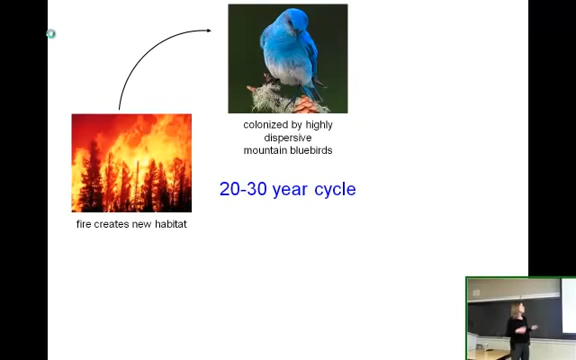 colonized by highly
dispersive
mountain bluebirds
20-30 year cycle
fire creates new habitat